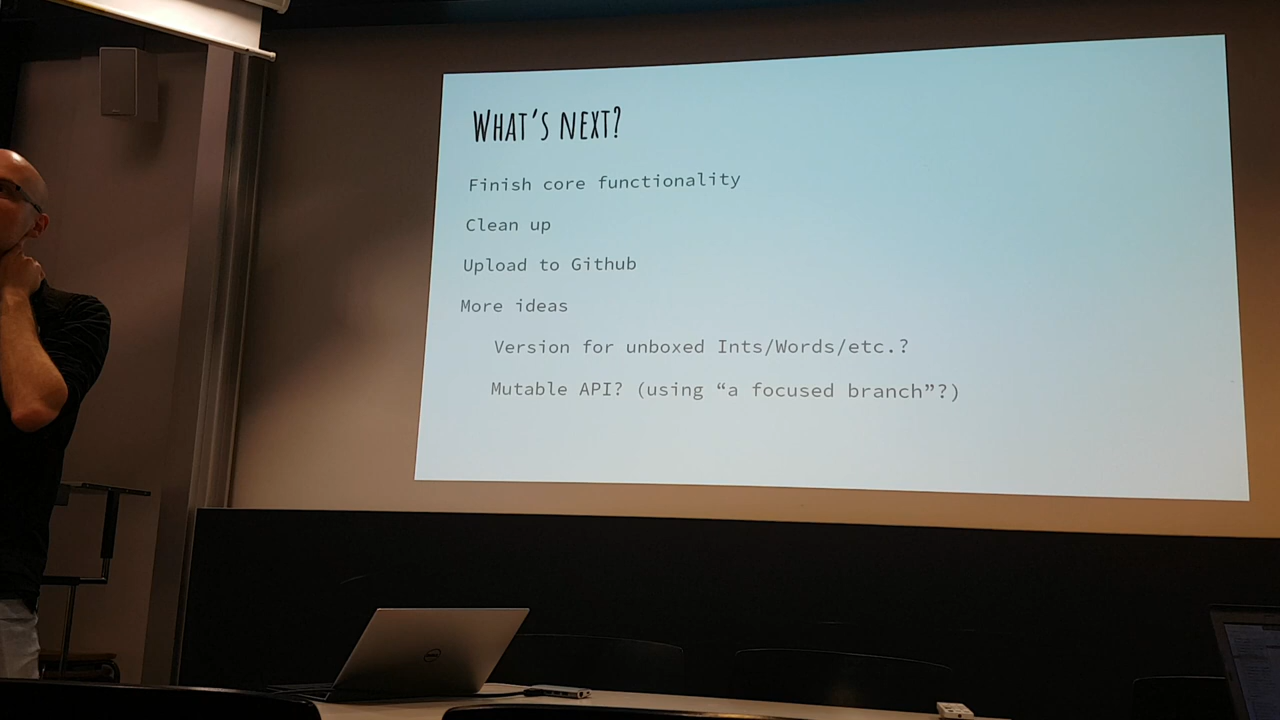 What's next?
Finish core functionality
Clean up
Upload to Github
More ideas
Version for unboxed Ints/Words/etc.?
Mutable API? (using “a focused branch”?)
DELL